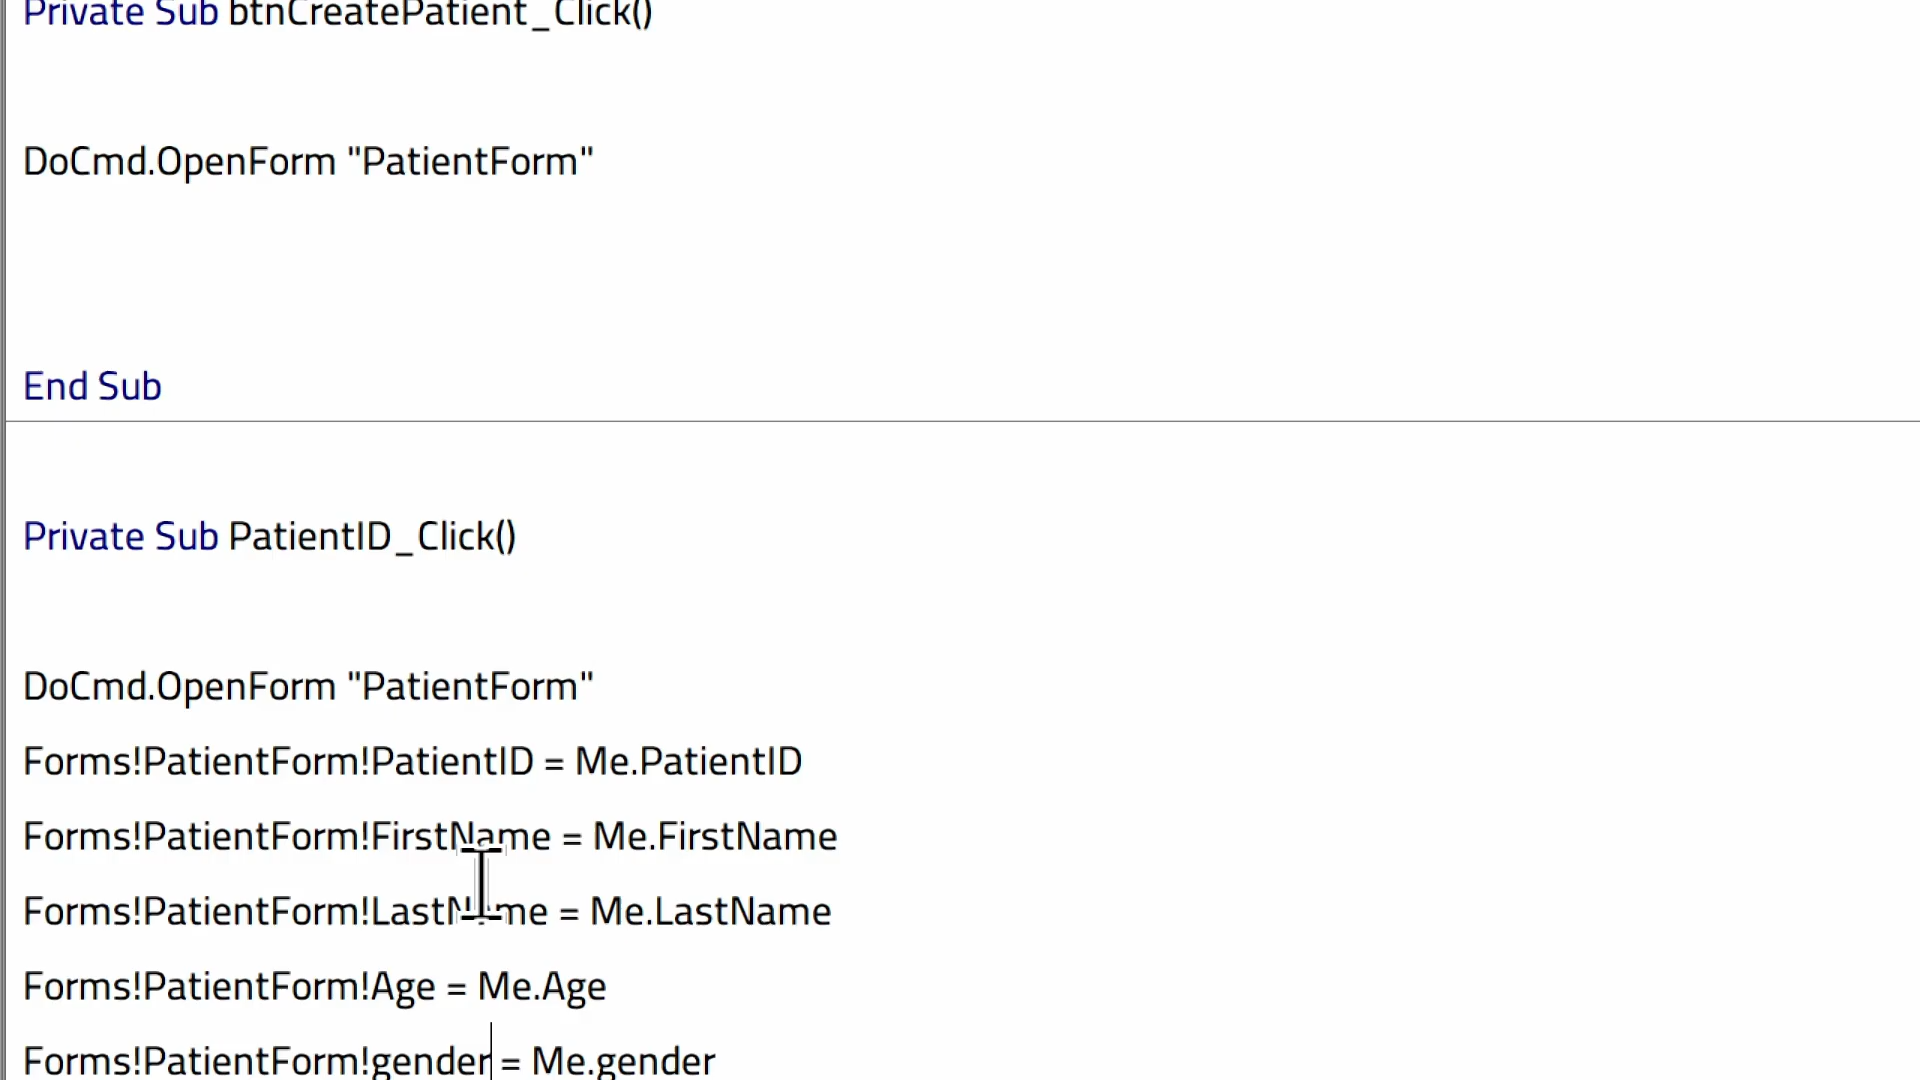 Private Sub btnCreatePatient_Click()
DoCmd.OpenForm "PatientForm"
End Sub
Private Sub PatientID_Click()
DoCmd.OpenForm "PatientForm"
Forms!PatientForm!PatientID = Me.PatientID
Forms!PatientForm!FirstName = Me.FirstName
Forms!PatientForm!LastName = Me.LastName
Forms!PatientForm!Age = Me.Age
Forms!PatientForm!gender = Me.gender